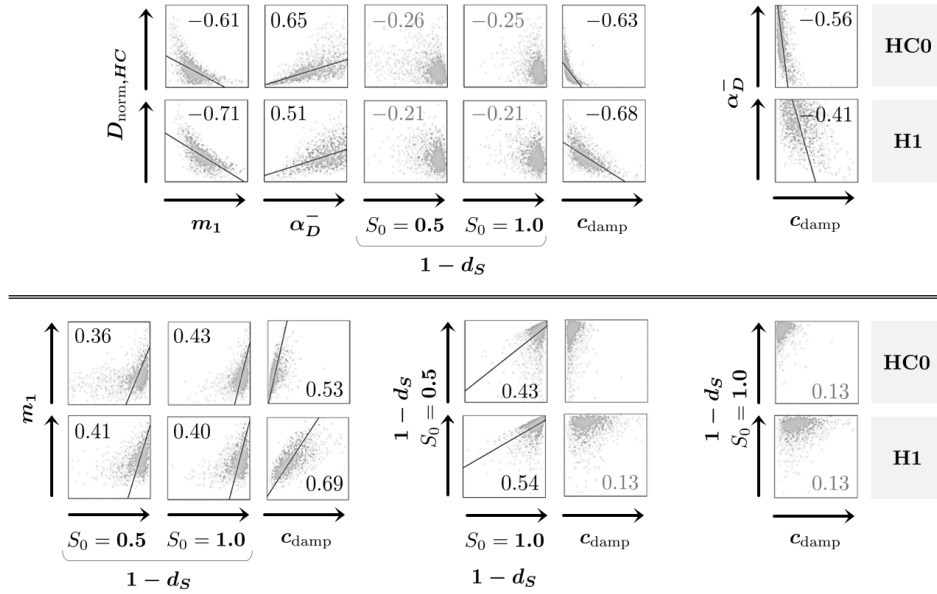 −0.61 0.65 −0.26 −0.25 −0.63 −0.56 HC0
D_norm,HC
α_D^−
−0.71 0.51 −0.21 −0.21 −0.68 −0.41 H1
m_1 α_D^− S_0 = 0.5 S_0 = 1.0 c_damp c_damp
1 − d_S
0.36 0.43 0.53 0.43 0.13 HC0
m_1
1 − d_S
S_0 = 0.5
1 − d_S
S_0 = 1.0
0.41 0.40 0.69 0.54 0.13 0.13 H1
S_0 = 0.5 S_0 = 1.0 c_damp S_0 = 1.0 c_damp c_damp
1 − d_S 1 − d_S